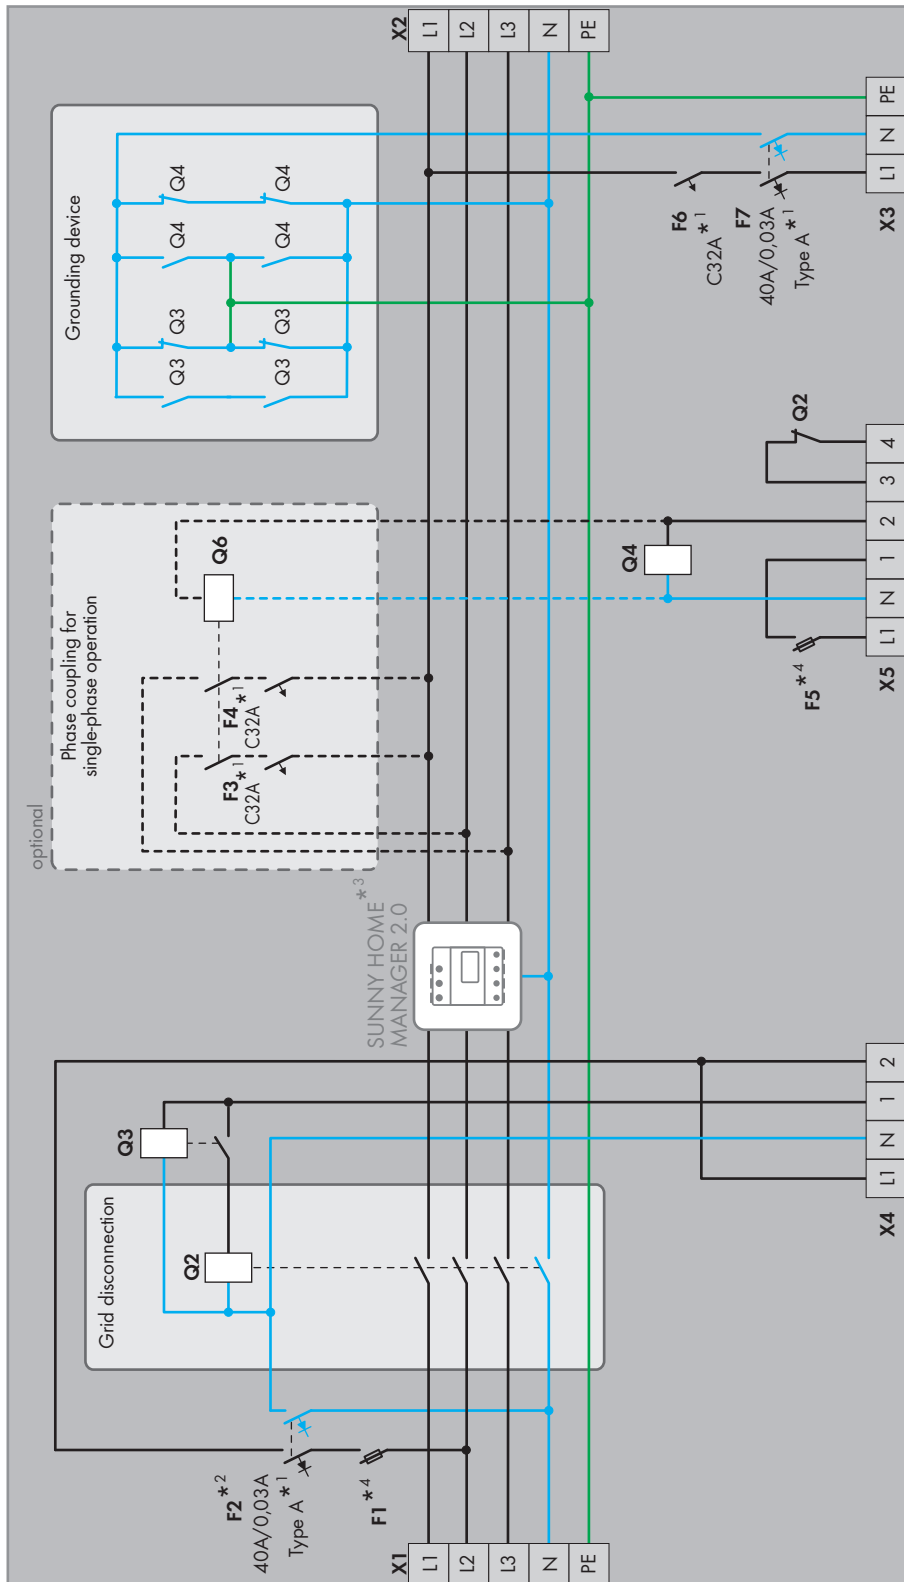 X2
L1
L2
L3
N
PE
Grounding device
Q4
Q4
Q4
Q4
Q3
Q3
Q3
Q3
PE
N
L1
X3
F6
C32A *1
F7
40A/0,03A
Type A *1
optional
Phase coupling for
single-phase operation
Q6
F4 *1
C32A
F3 *1
C32A
Q4
Q2
4
3
2
1
N
L1
X5
F5 *4
SUNNY HOME *3
MANAGER 2.0
Q3
Grid disconnection
Q2
2
1
N
L1
X4
F2 *2
40A/0,03A
Type A *1
F1 *4
X1
L1
L2
L3
N
PE